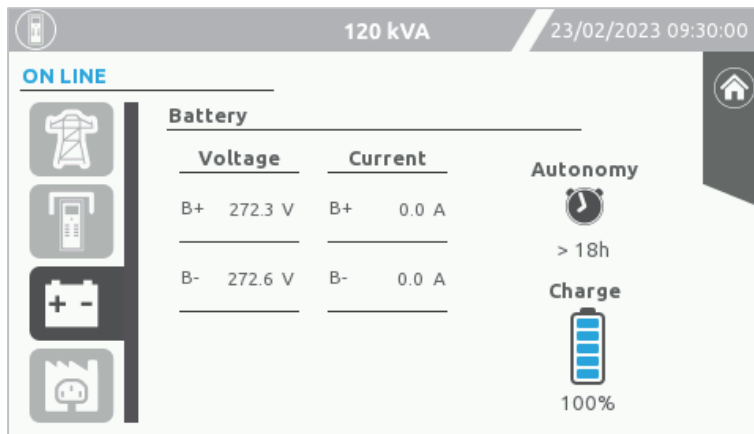 120 kVA 23/02/2023 09:30:00
ON LINE
Battery
Voltage Current
B+ 272.3 V B+ 0.0 A
B- 272.6 V B- 0.0 A
Autonomy
> 18h
Charge
100%